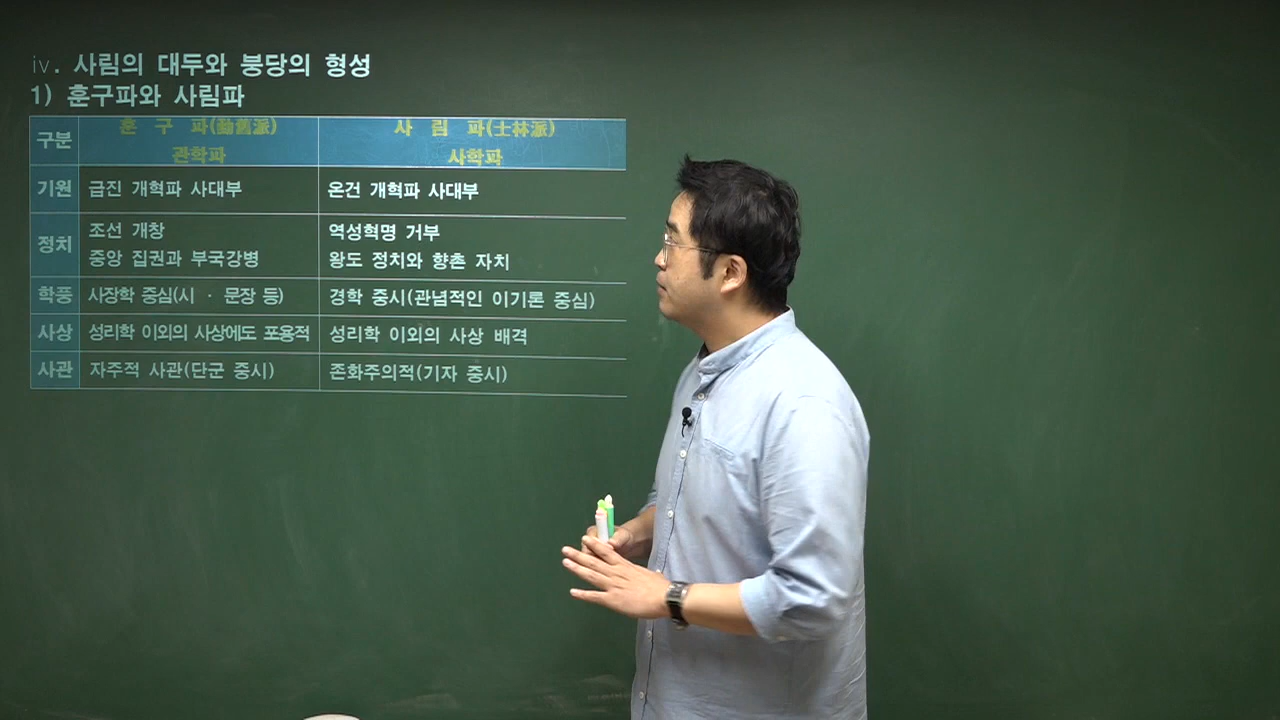 ⅳ. 사림의 대두와 붕당의 형성
1) 훈구파와 사림파
구분 훈 구 파(勳舊派) 사 림 파(士林派)
관학파 사학파
기원 급진 개혁파 사대부 온건 개혁파 사대부
정치 조선 개창 역성혁명 거부
중앙 집권과 부국강병 왕도 정치와 향촌 자치
학풍 사장학 중심(시 · 문장 등) 경학 중시(관념적인 이기론 중심)
사상 성리학 이외의 사상에도 포용적 성리학 이외의 사상 배격
사관 자주적 사관(단군 중시) 존화주의적(기자 중시)